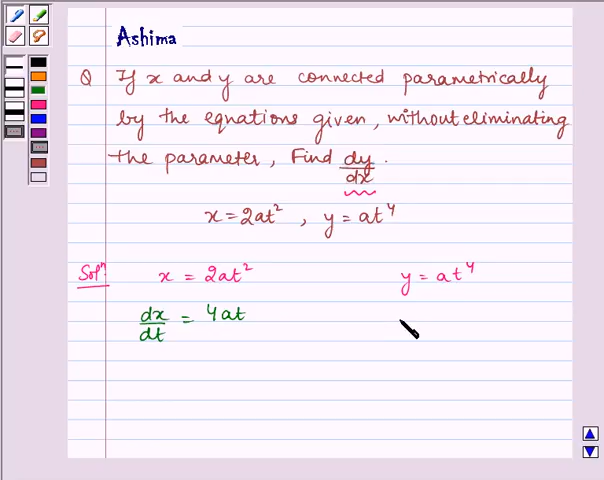 Ashima
Q If x and y are connected parametrically
by the equations given, without eliminating
the parameter, Find dy/dx.
x = 2at², y = at⁴
Solⁿ. x = 2at² y = at⁴
dx/dt = 4at